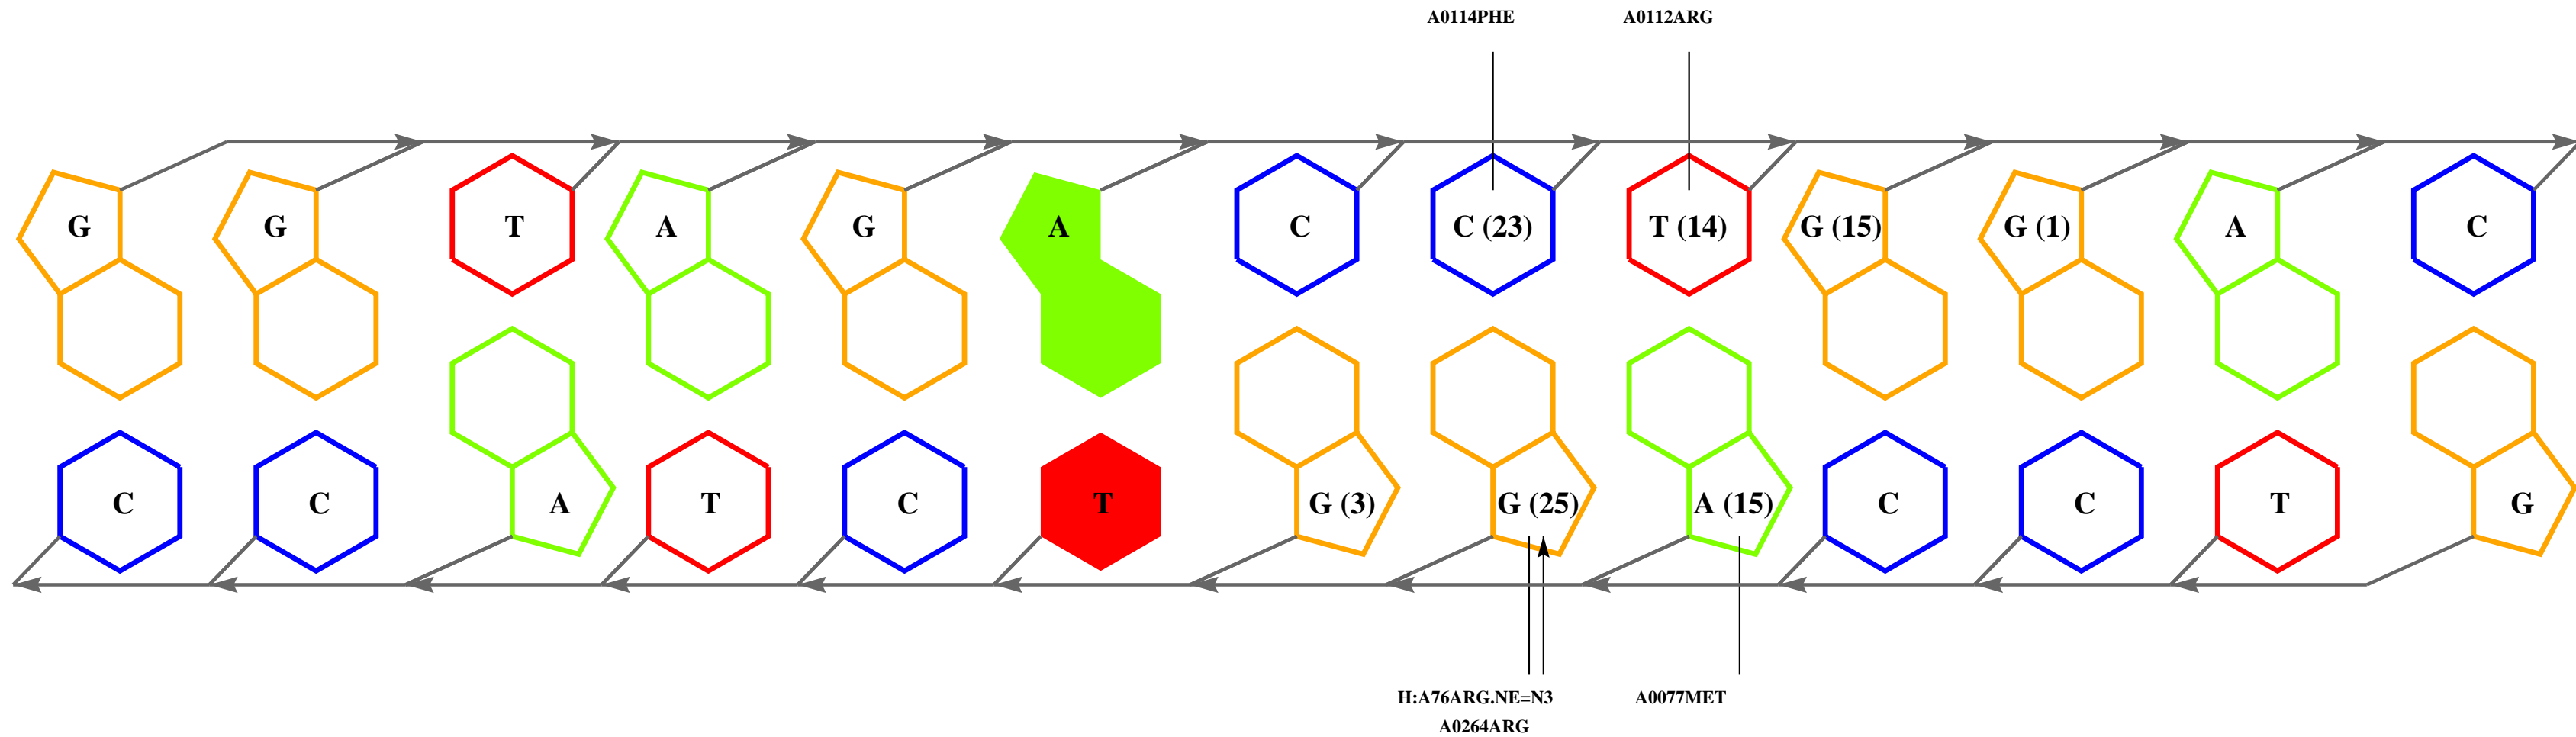 A0114PHE A0112ARG
G G T A G A C C (23) T (14) G (15) G (1) A C
C C A T C T G (3) G (25) A (15) C C T G
H:A76ARG.NE=N3 A0077MET
A0264ARG